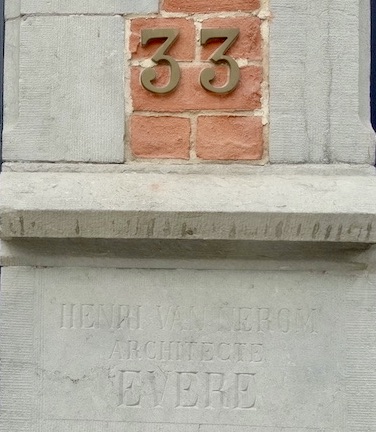 33
HENRI VAN
ARCHITECTE
EVERE